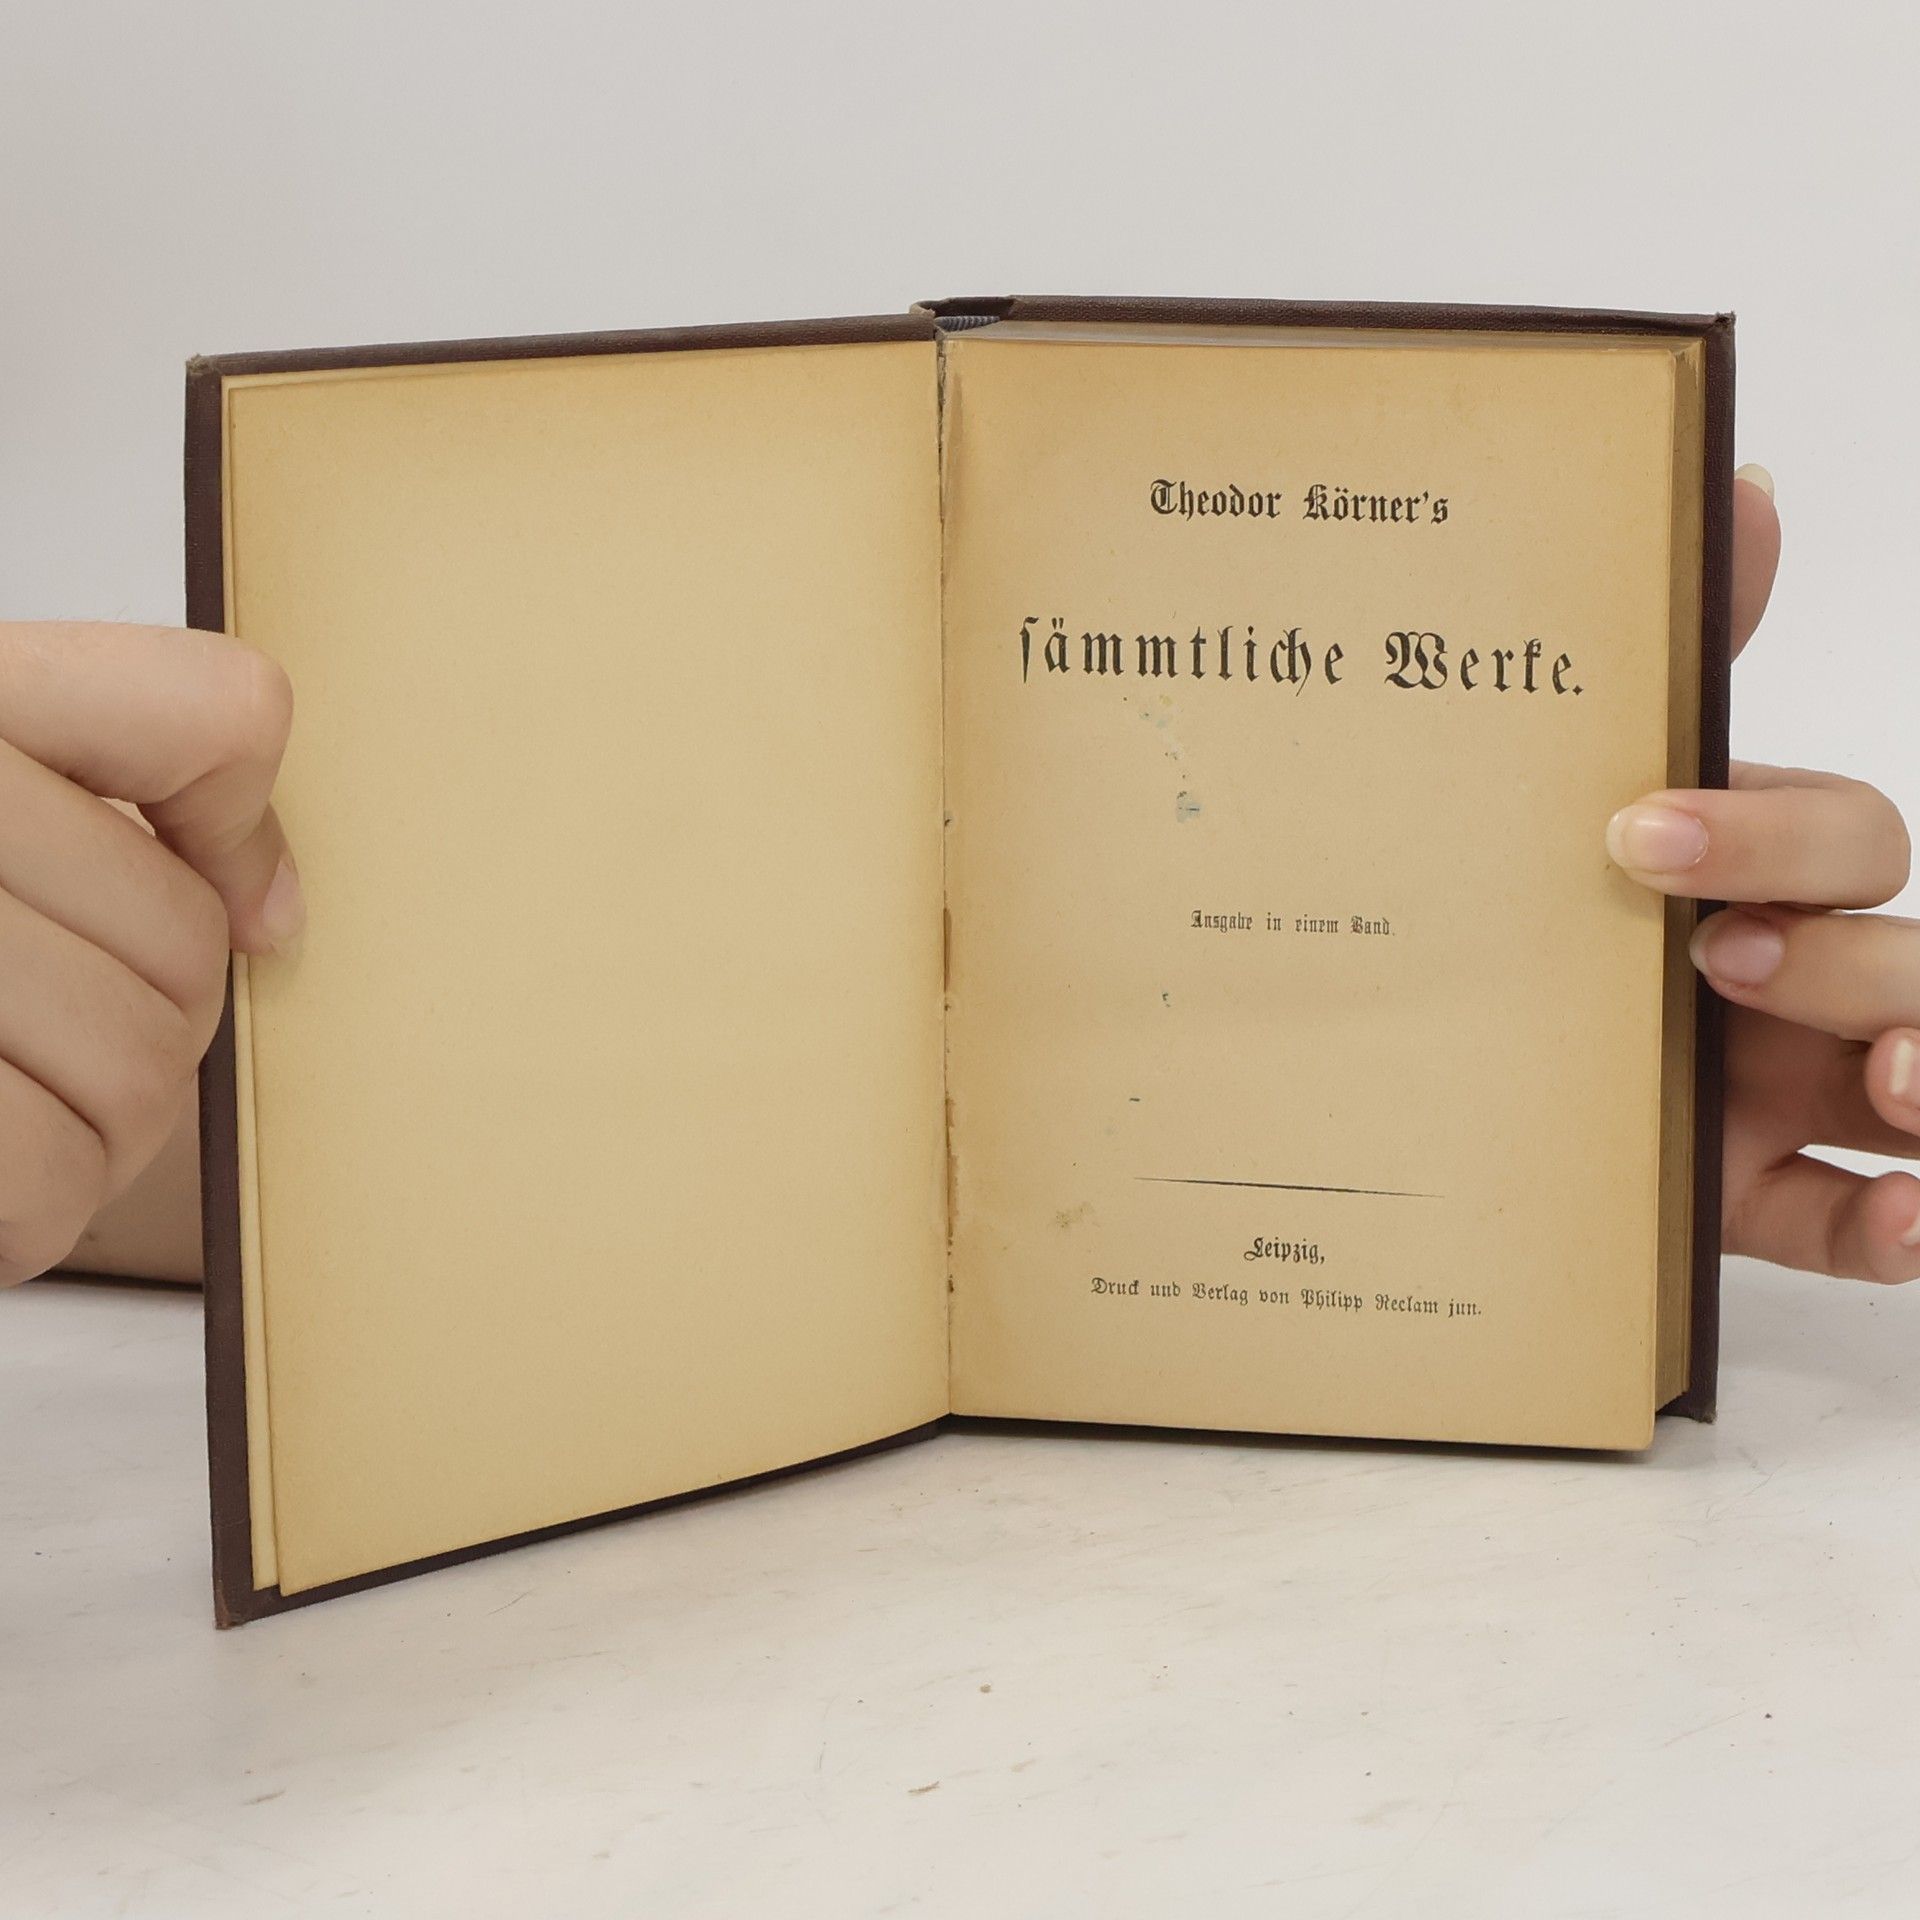 Theodor Körner's
sämmtliche Werke.
Ausgabe in einem Band.
Leipzig,
Druck und Verlag von Philipp Reclam jun.